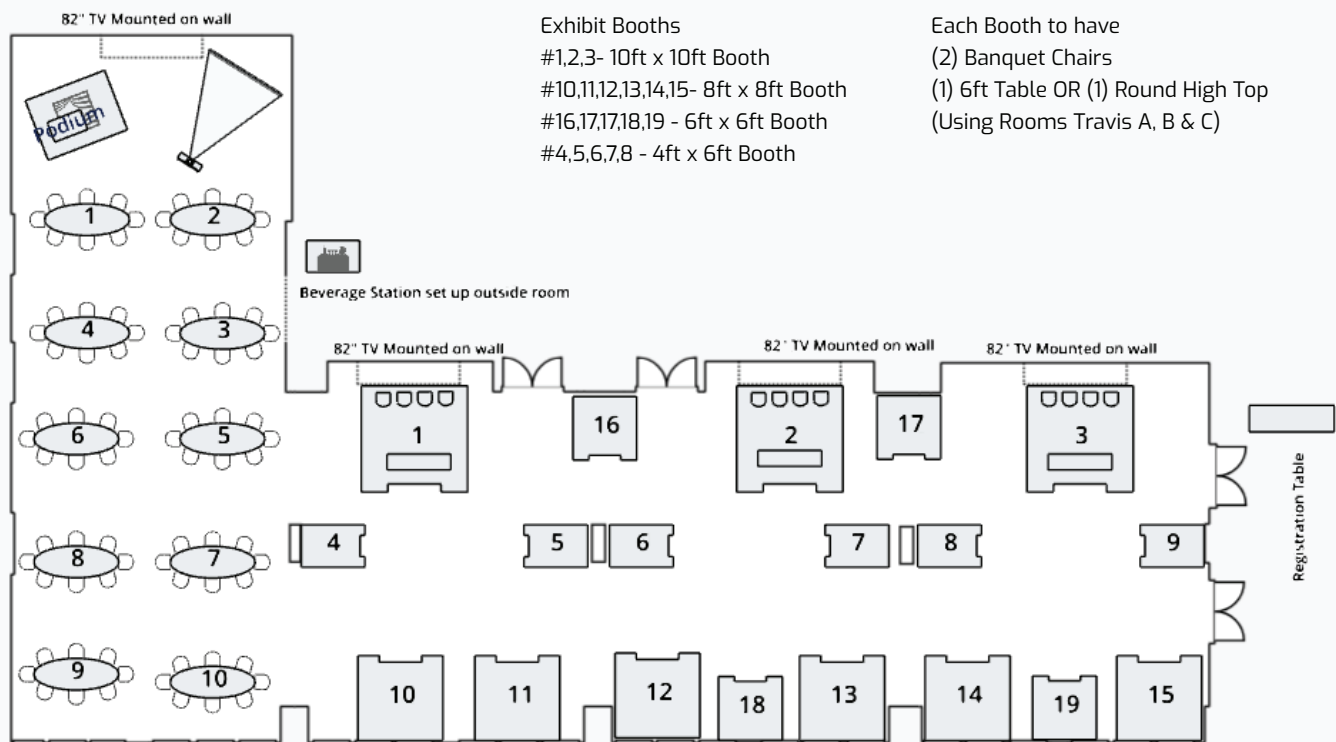 82" TV Mounted on wall
Exhibit Booths
#1,2,3- 10ft x 10ft Booth
#10,11,12,13,14,15- 8ft x 8ft Booth
#16,17,17,18,19 - 6ft x 6ft Booth
#4,5,6,7,8 - 4ft x 6ft Booth
Each Booth to have
(2) Banquet Chairs
(1) 6ft Table OR (1) Round High Top
(Using Rooms Travis A, B & C)
Podium
1 2
Beverage Station set up outside room
4 3
82" TV Mounted on wall
82" TV Mounted on wall
82" TV Mounted on wall
6 5
1 16 2 17 3
Registration Table
8 7
4 5 6 7 8 9
9 10
10 11 12 18 13 14 19 15